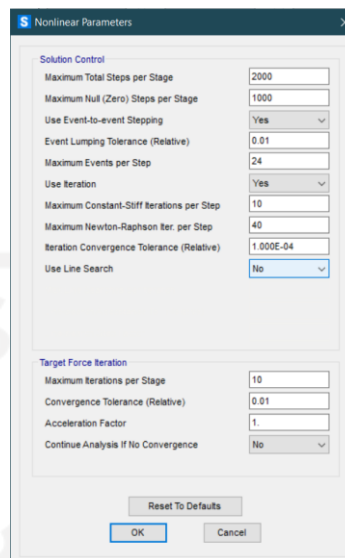 S Nonlinear Parameters
Solution Control
Maximum Total Steps per Stage 2000
Maximum Null (Zero) Steps per Stage 1000
Use Event-to-event Stepping Yes
Event Lumping Tolerance (Relative) 0.01
Maximum Events per Step 24
Use Iteration Yes
Maximum Constant-Stiff Iterations per Step 10
Maximum Newton-Raphson Iter. per Step 40
Iteration Convergence Tolerance (Relative) 1.000E-04
Use Line Search No
Target Force Iteration
Maximum Iterations per Stage 10
Convergence Tolerance (Relative) 0.01
Acceleration Factor 1.
Continue Analysis If No Convergence No
Reset To Defaults
OK Cancel